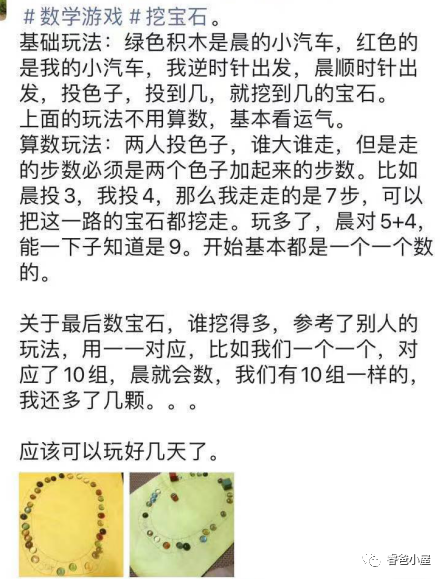 #数学游戏#挖宝石。
基础玩法：绿色积木是晨的小汽车，红色的
是我的小汽车，我逆时针出发，晨顺时针出
发，投色子，投到几，就挖到几的宝石。
上面的玩法不用算数，基本看运气。
算数玩法：两人投色子，谁大谁走，但是走
的步数必须是两个色子加起来的步数。比如
晨投3，我投4，那么我走走的是7步，可以
把这一路的宝石都挖走。玩多了，晨对5+4，
能一下子知道是9。开始基本都是一个一个数
的。
关于最后数宝石，谁挖得多，参考了别人的
玩法，用一一对应，比如我们一个一个，对
应了10组，晨就会数，我们有10组一样的，
我还多了几颗。。。
应该可以玩好几天了。
睿爸小屋